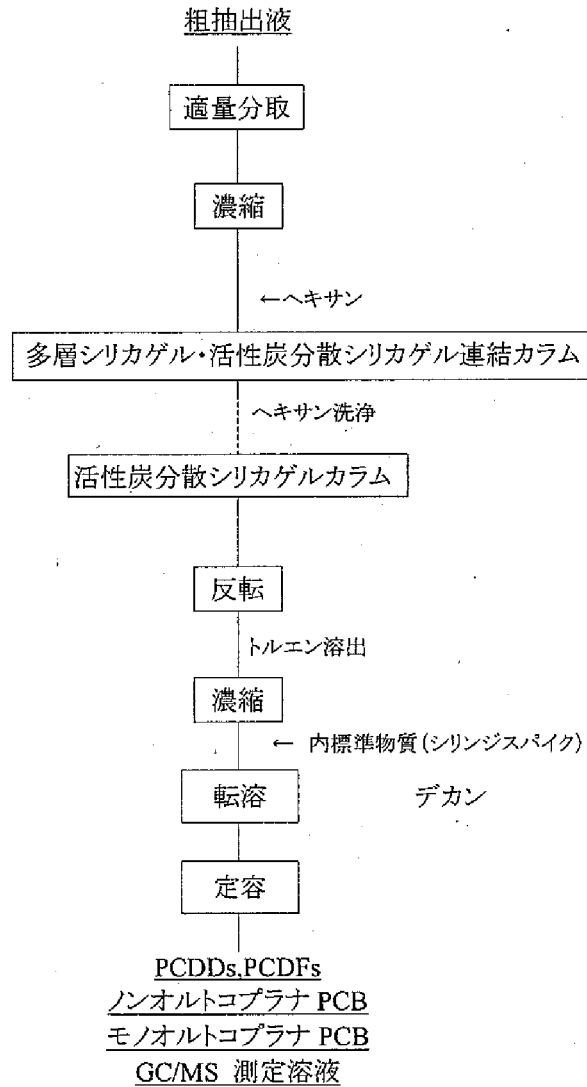 粗抽出液
適量分取
濃縮
←ヘキサン
多層シリカゲル・活性炭分散シリカゲル連結カラム
ヘキサン洗浄
活性炭分散シリカゲルカラム
反転
トルエン溶出
濃縮
← 内標準物質(シリンジスパイク)
転溶 デカン
定容
PCDDs,PCDFs
ノンオルトコプラナ PCB
モノオルトコプラナ PCB
GC/MS 測定溶液